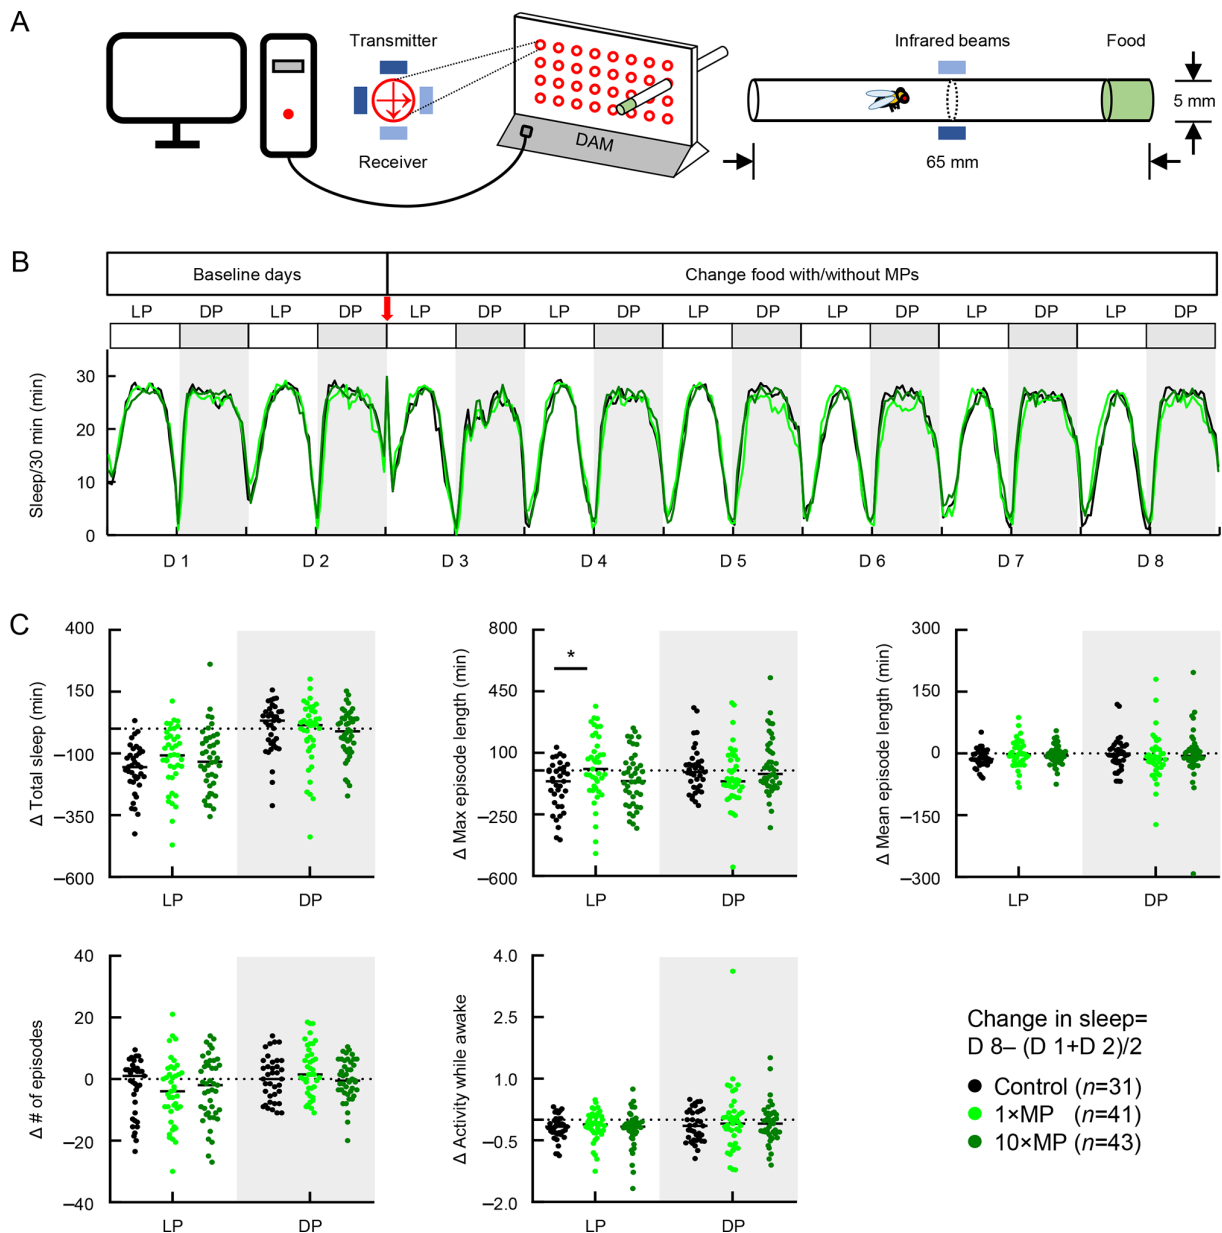 A
Transmitter
Receiver
DAM
Infrared beams
Food
5 mm
65 mm
B
Baseline days
Change food with/without MPs
LP DP LP DP LP DP LP DP LP DP LP DP LP DP LP DP
Sleep/30 min (min)
30
20
10
0
D 1 D 2 D 3 D 4 D 5 D 6 D 7 D 8
C
Δ Total sleep (min)
400
150
–100
–350
–600
LP DP
Δ Max episode length (min)
800
450
100
–250
–600
*
LP DP
Δ Mean episode length (min)
300
150
0
–150
–300
LP DP
Δ # of episodes
40
20
0
–20
–40
LP DP
Δ Activity while awake
4.0
2.5
1.0
–0.5
–2.0
LP DP
Change in sleep=
D 8– (D 1+D 2)/2
Control (n=31)
1×MP (n=41)
10×MP (n=43)